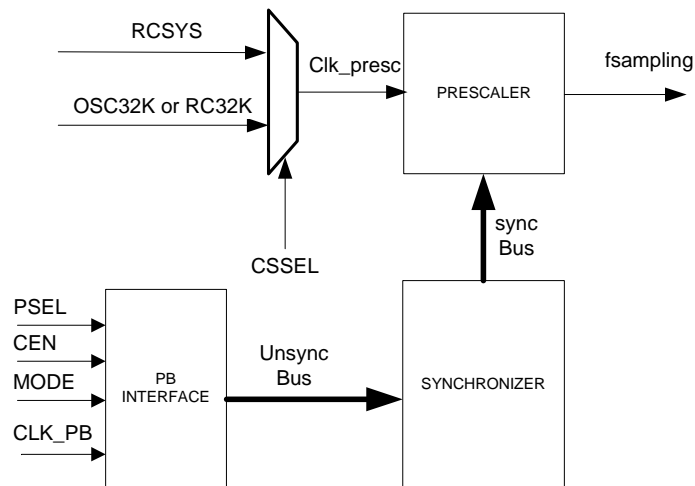 RCSYS
Clk_presc
fsampling
OSC32K or RC32K
PRESCALER
CSSEL
sync
Bus
PSEL
CEN
MODE
CLK_PB
PB
INTERFACE
Unsync
Bus
SYNCHRONIZER